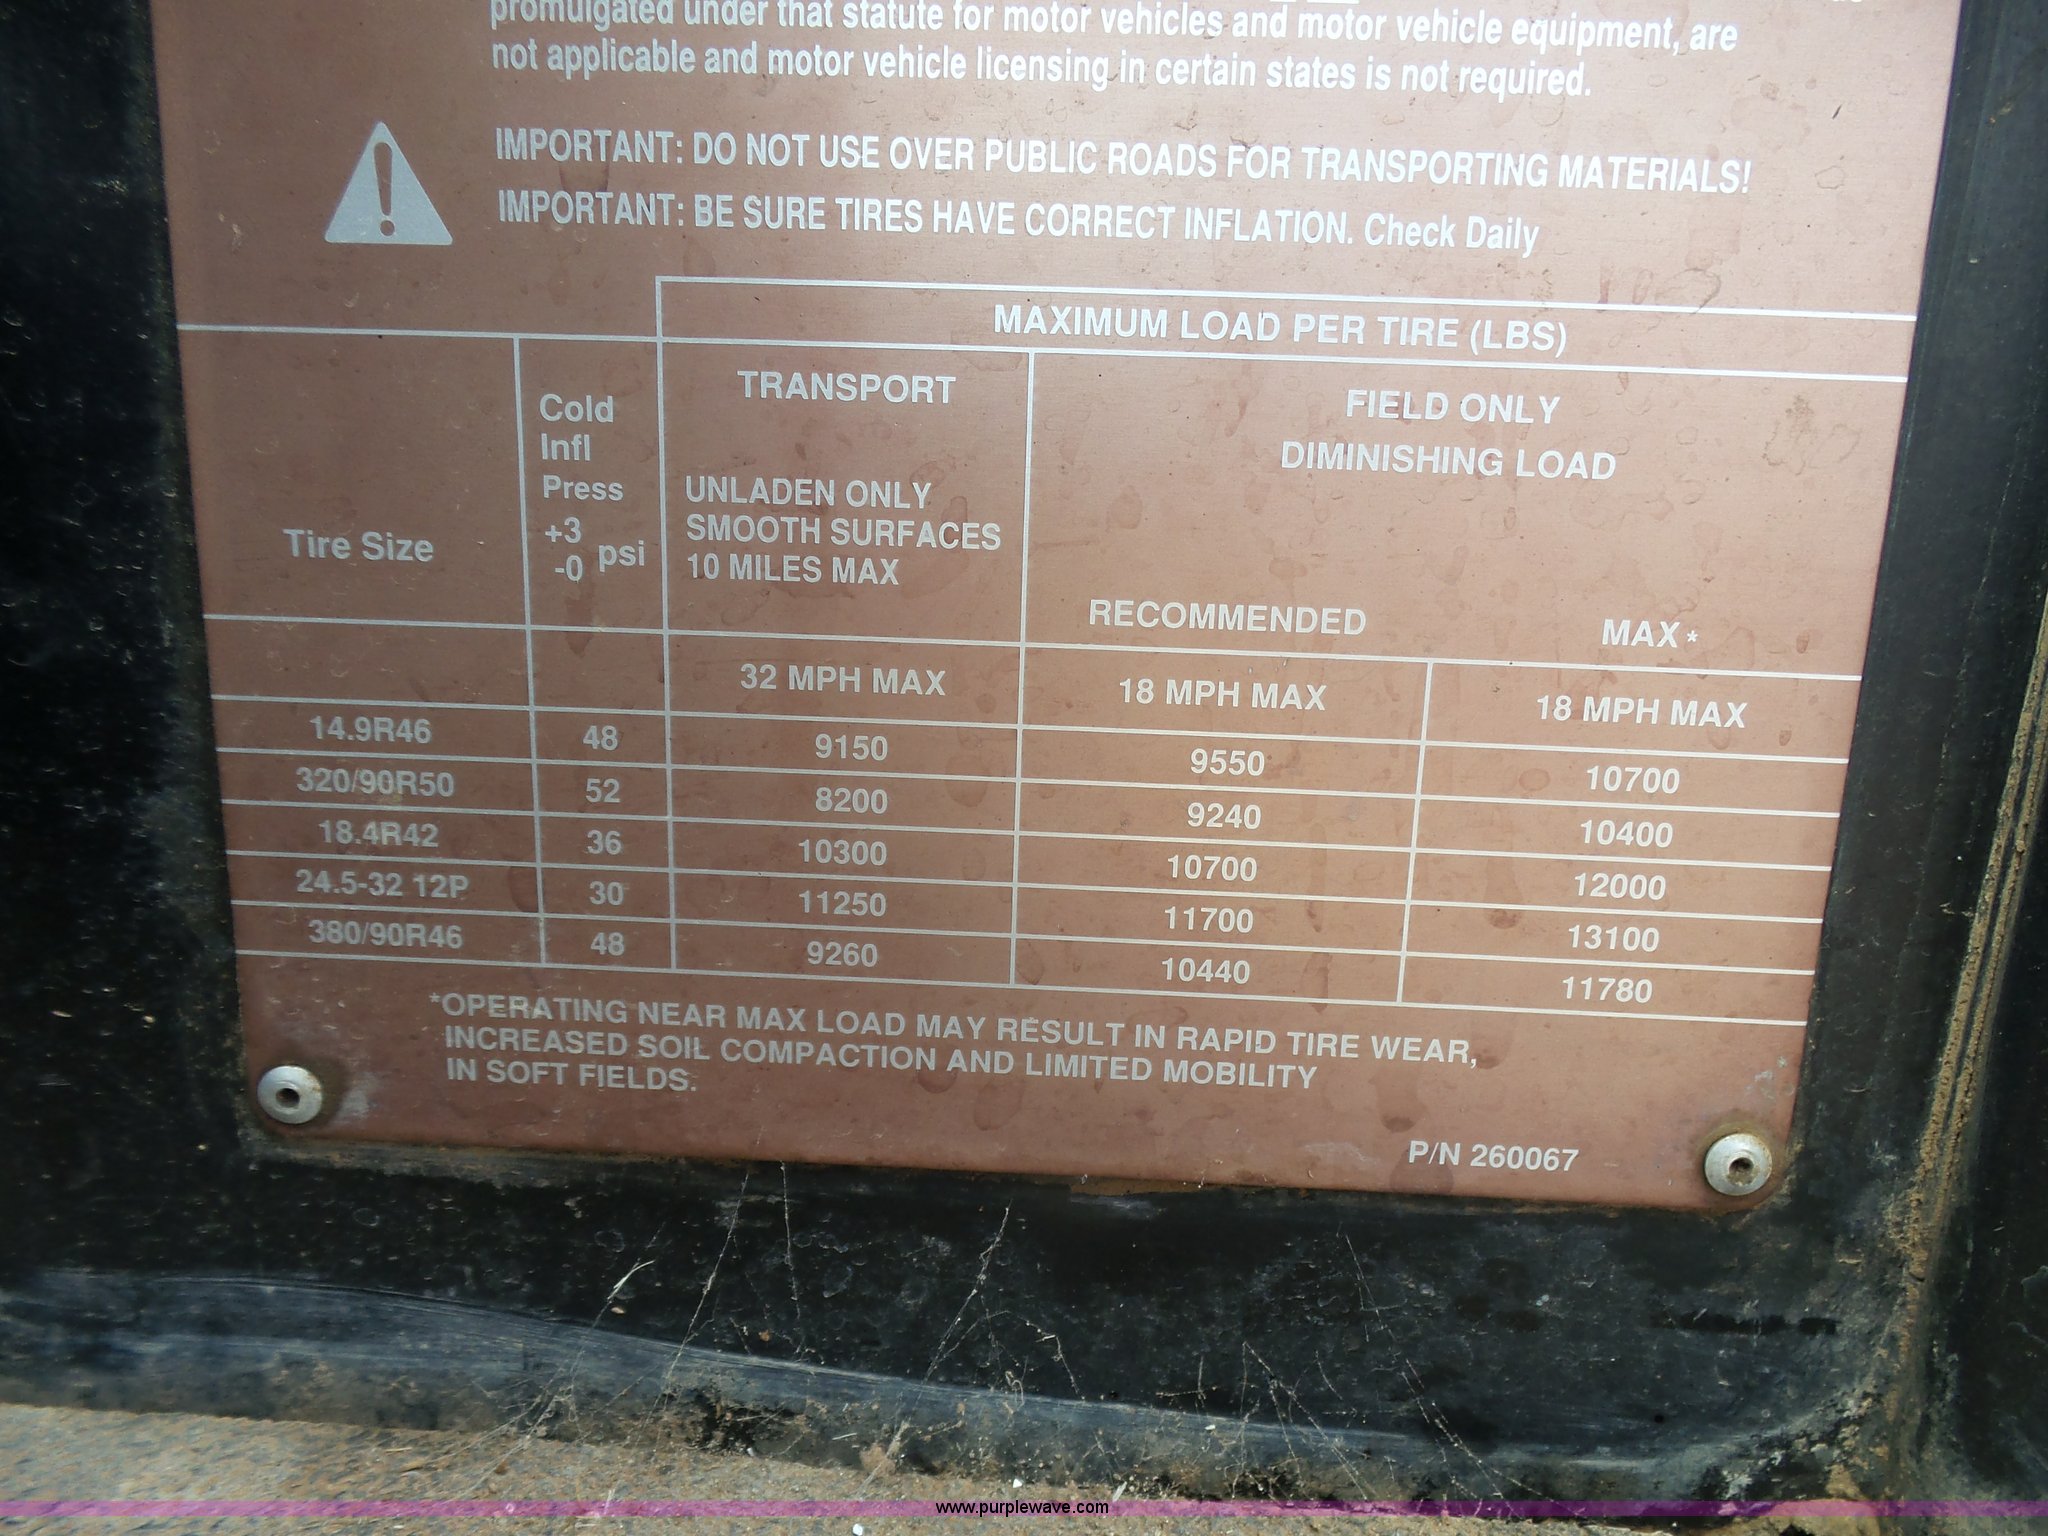 promulgated under that statute for motor vehicles and motor vehicle equipment, are
not applicable and motor vehicle licensing in certain states is not required.
IMPORTANT: DO NOT USE OVER PUBLIC ROADS FOR TRANSPORTING MATERIALS!
IMPORTANT: BE SURE TIRES HAVE CORRECT INFLATION. Check Daily
MAXIMUM LOAD PER TIRE (LBS)
Tire Size
Cold
Infl
Press
+3
-0 psi
TRANSPORT
UNLADEN ONLY
SMOOTH SURFACES
10 MILES MAX
FIELD ONLY
DIMINISHING LOAD
RECOMMENDED MAX*
32 MPH MAX 18 MPH MAX 18 MPH MAX
14.9R46 48 9150 9550 10700
320/90R50 52 8200 9240 10400
18.4R42 36 10300 10700 12000
24.5-32 12P 30 11250 11700 13100
380/90R46 48 9260 10440 11780
*OPERATING NEAR MAX LOAD MAY RESULT IN RAPID TIRE WEAR,
INCREASED SOIL COMPACTION AND LIMITED MOBILITY
IN SOFT FIELDS.
P/N 260067
www.purplewave.com